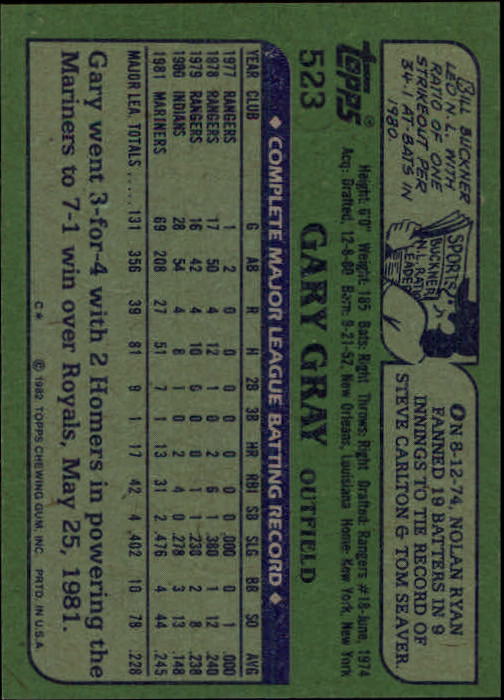 BILL BUCKNER
LED N.L. WITH
RATIO OF ONE
STRIKEOUT PER
34.1 AT-BATS IN
1980.
SPORTS
BUCKNER
N.L. RATIO
LEADER
ON 8-12-74, NOLAN RYAN
FANNED 19 BATTERS IN 9
INNINGS TO TIE RECORD OF
STEVE CARLTON & TOM SEAVER.
Topps®
523
GARY GRAY OUTFIELD
Height: 6'0" Weight: 185 Bats: Right Throws: Right Drafted: Rangers #18-June, 1974
Acq: Drafted, 12-8-80 Born: 9-21-52, New Orleans, Louisiana Home: New York, New York
◆ COMPLETE MAJOR LEAGUE BATTING RECORD ◆
YEAR CLUB G AB R H 2B 3B HR RBI SB SLG BB SO AVG
1977 RANGERS 1 2 0 0 0 0 0 0 0 .000 0 1 .000
1978 RANGERS 17 50 4 12 1 0 2 6 1 .380 1 12 .240
1979 RANGERS 16 42 4 10 0 0 0 1 1 .238 2 8 .238
1980 INDIANS 28 54 4 8 1 0 2 4 0 .278 3 13 .148
1981 MARINERS 69 208 27 51 7 1 13 31 2 .476 4 44 .245
MAJOR LEA. TOTALS ..... 131 356 39 81 9 1 17 42 4 .402 10 78 .228
Gary went 3-for-4 with 2 Homers in powering the
Mariners to 7-1 win over Royals, May 25, 1981.
C* © 1982 TOPPS CHEWING GUM, INC. PRTD. IN U.S.A.